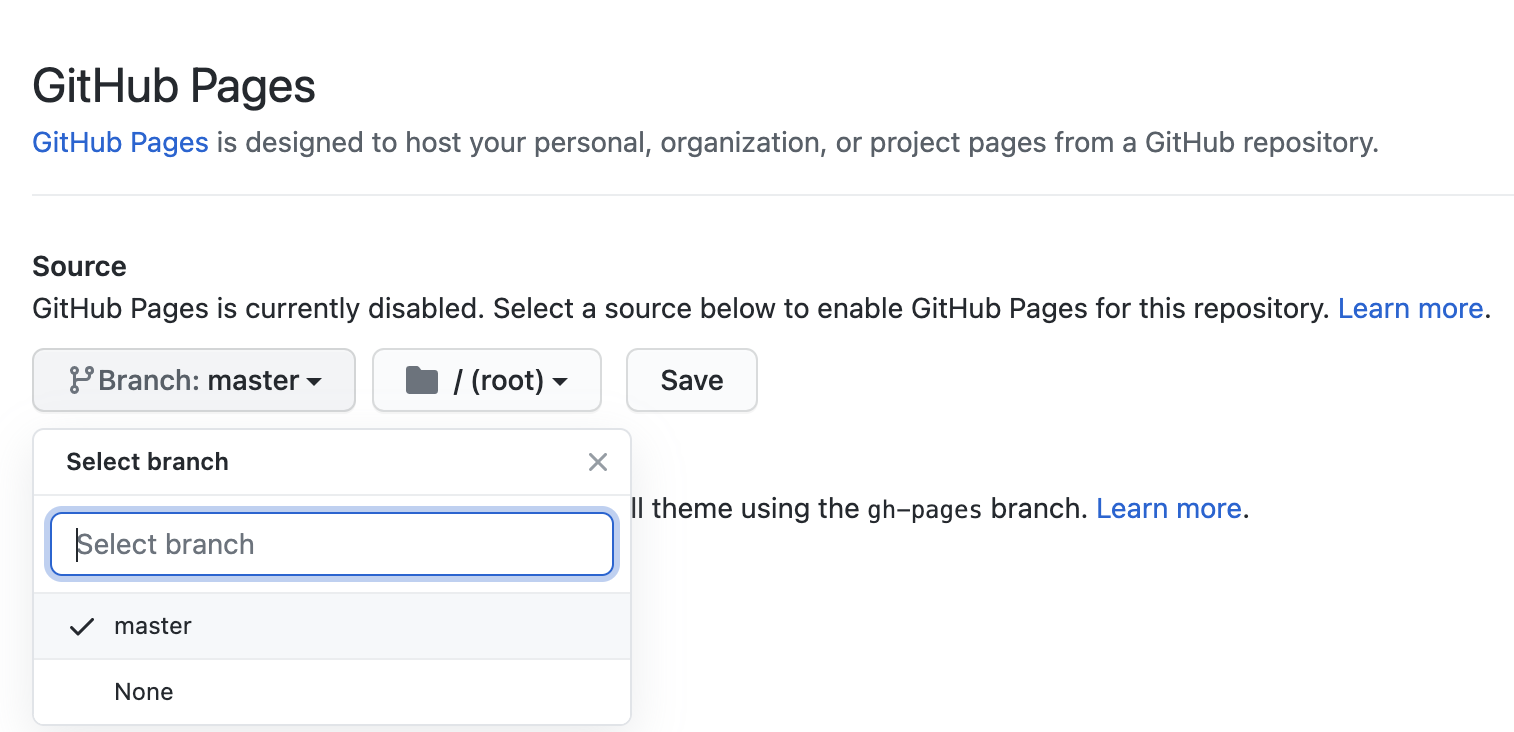 GitHub Pages
GitHub Pages is designed to host your personal, organization, or project pages from a GitHub repository.
Source
GitHub Pages is currently disabled. Select a source below to enable GitHub Pages for this repository. Learn more.
Branch: master / (root) Save
Select branch
theme using the gh-pages branch. Learn more.
Select branch
master
None